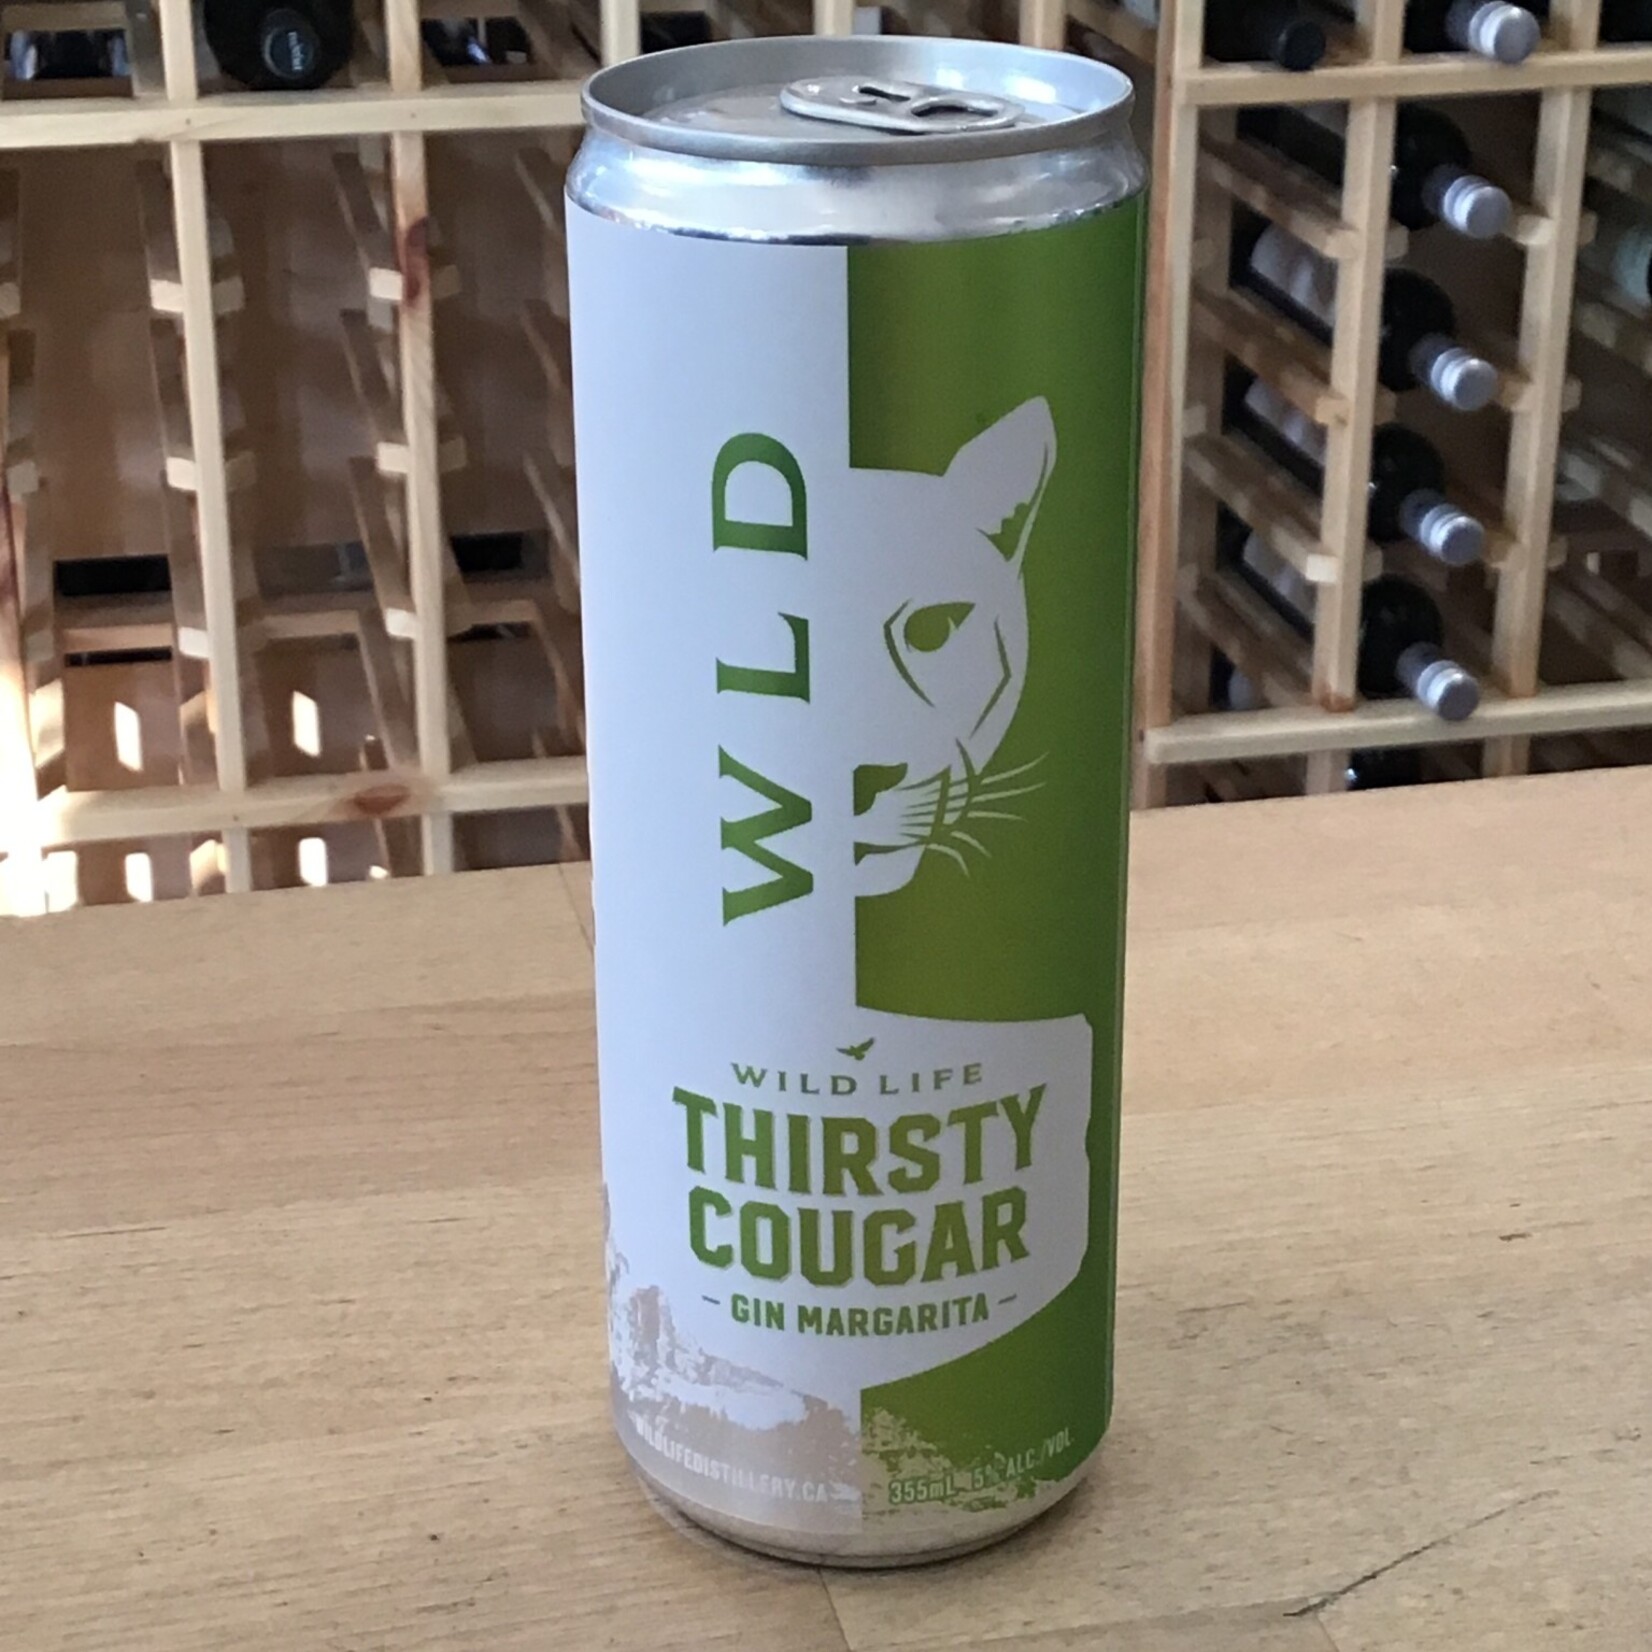 WLD
WILD LIFE
THIRSTY
COUGAR
- GIN MARGARITA -
WILDLIFEDISTILLERY.CA
355mL 5% ALC./VOL.